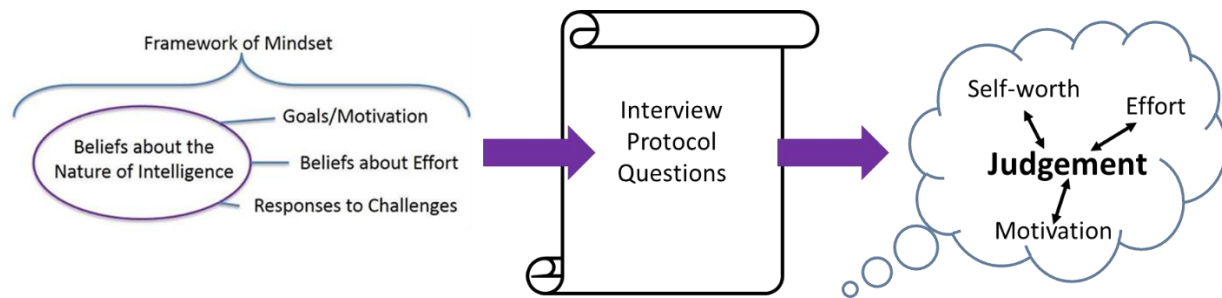 Framework of Mindset
Goals/Motivation
Beliefs about the
Nature of Intelligence
Beliefs about Effort
Responses to Challenges
Interview
Protocol
Questions
Self-worth
Effort
Judgement
Motivation